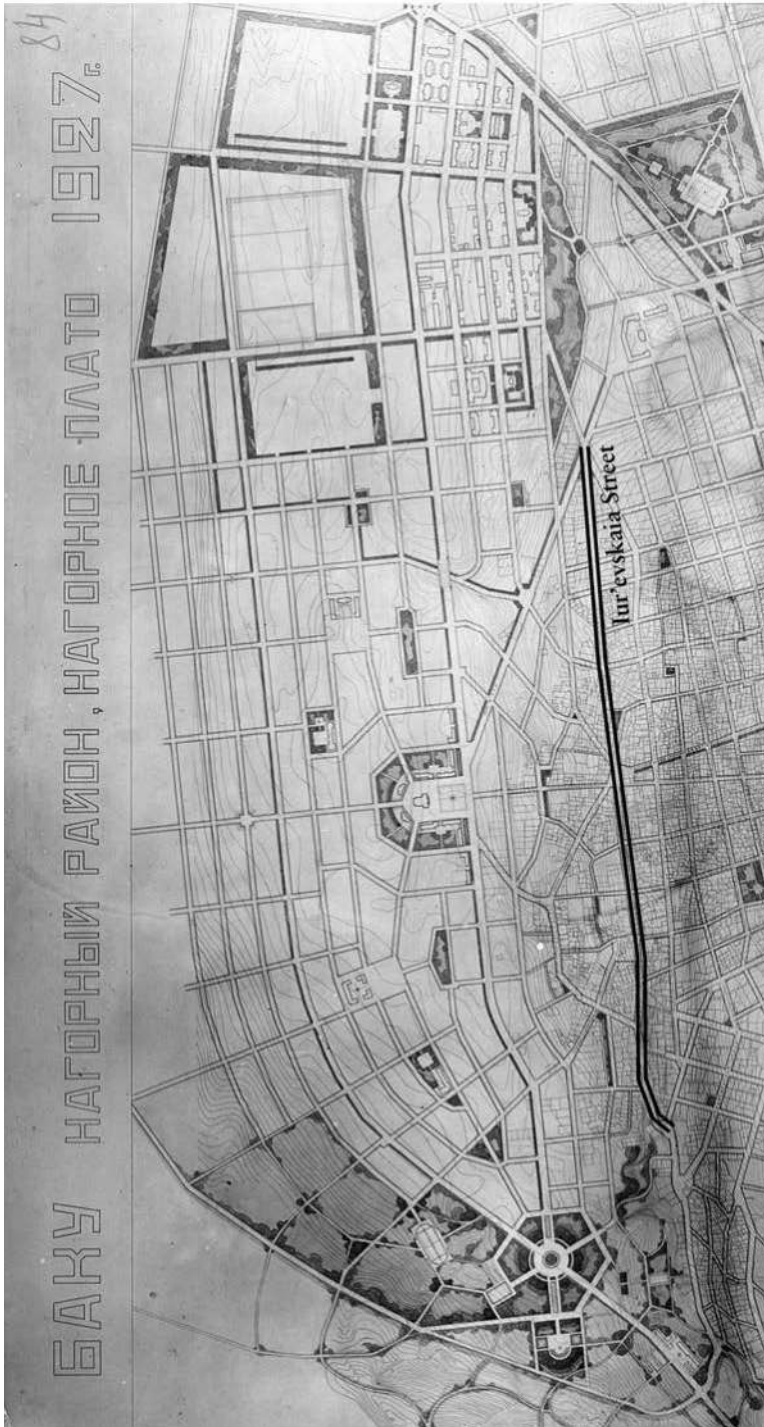 84
БАКУ НАГОРНЫЙ РАЙОН, НАГОРНОЕ ПЛАТО 1927г.
Iur'evskaia Street